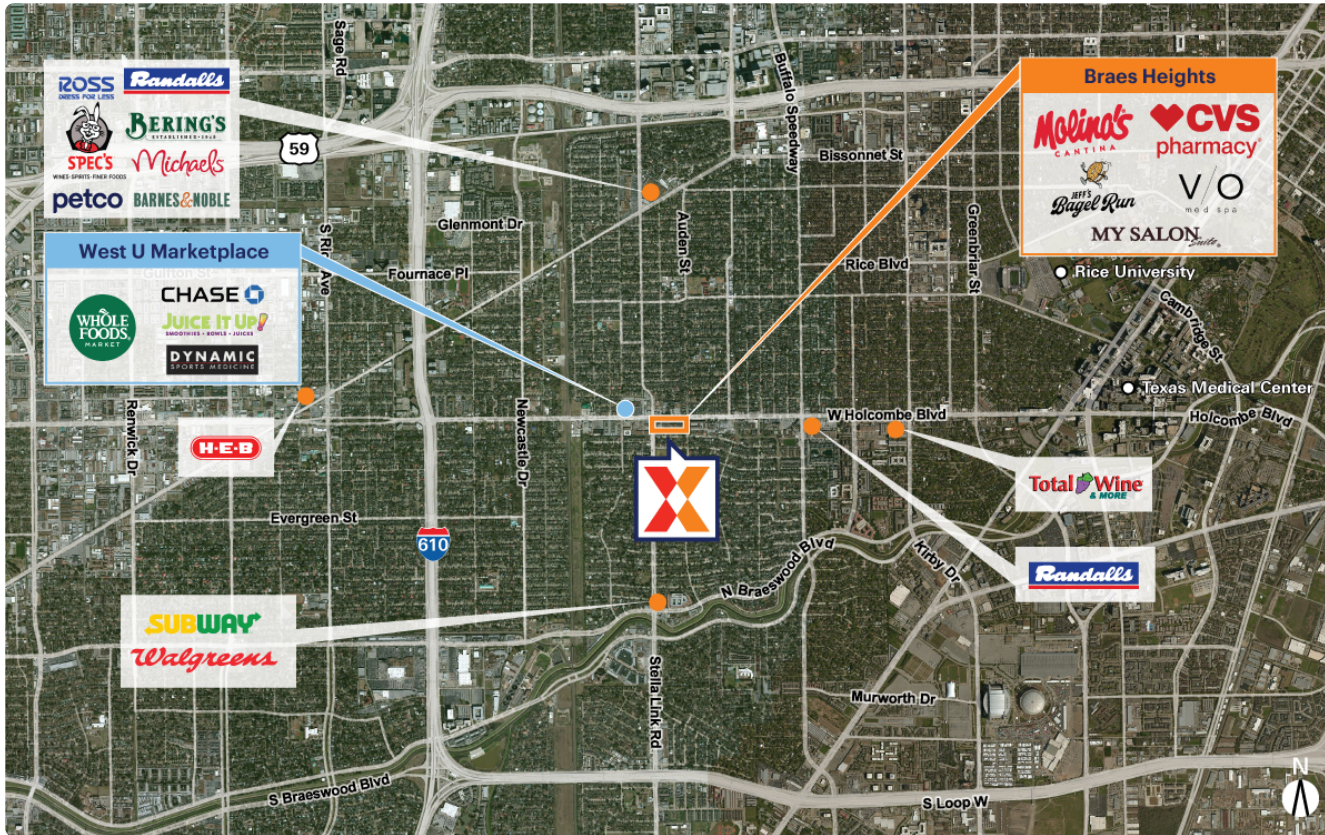 Sage Rd
Buffalo Speedway
ROSS
DRESS FOR LESS
Randalls
SPEC'S
WINES·SPIRITS·FINER FOODS
BERING'S
ESTABLISHED·1940
Michaels
petco
BARNES&NOBLE
59
Braes Heights
Molina's
CANTINA
CVS
pharmacy
JEFF'S
Bagel Run
V/O
med spa
MY SALON
Suite
Bissonnet St
Glenmont Dr
Auden St
Greenbriar St
S Rice Ave
Fournace Pl
Rice Blvd
Rice University
West U Marketplace
Gulfton St
WHOLE
FOODS
MARKET
CHASE
JUICE IT UP!
SMOOTHIES • BOWLS • JUICES
DYNAMIC
SPORTS MEDICINE
Cambridge St
Texas Medical Center
Renwick Dr
Newcastle Dr
W Holcombe Blvd
Holcombe Blvd
H-E-B
Total Wine
& MORE
Evergreen St
610
X
N Braeswood Blvd
Kirby Dr
Randalls
SUBWAY
Walgreens
Stella Link Rd
Murworth Dr
S Braeswood Blvd
S Loop W
N